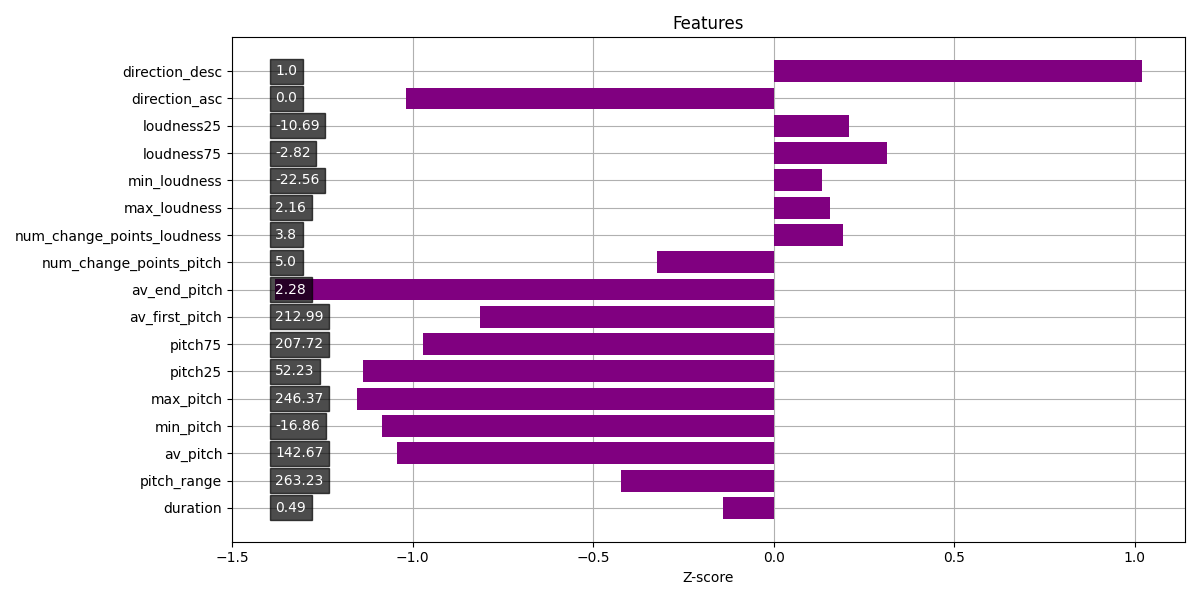 Features
direction_desc 1.0
direction_asc 0.0
loudness25 -10.69
loudness75 -2.82
min_loudness -22.56
max_loudness 2.16
num_change_points_loudness 3.8
num_change_points_pitch 5.0
av_end_pitch 2.28
av_first_pitch 212.99
pitch75 207.72
pitch25 52.23
max_pitch 246.37
min_pitch -16.86
av_pitch 142.67
pitch_range 263.23
duration 0.49
−1.5 −1.0 −0.5 0.0 0.5 1.0
Z-score